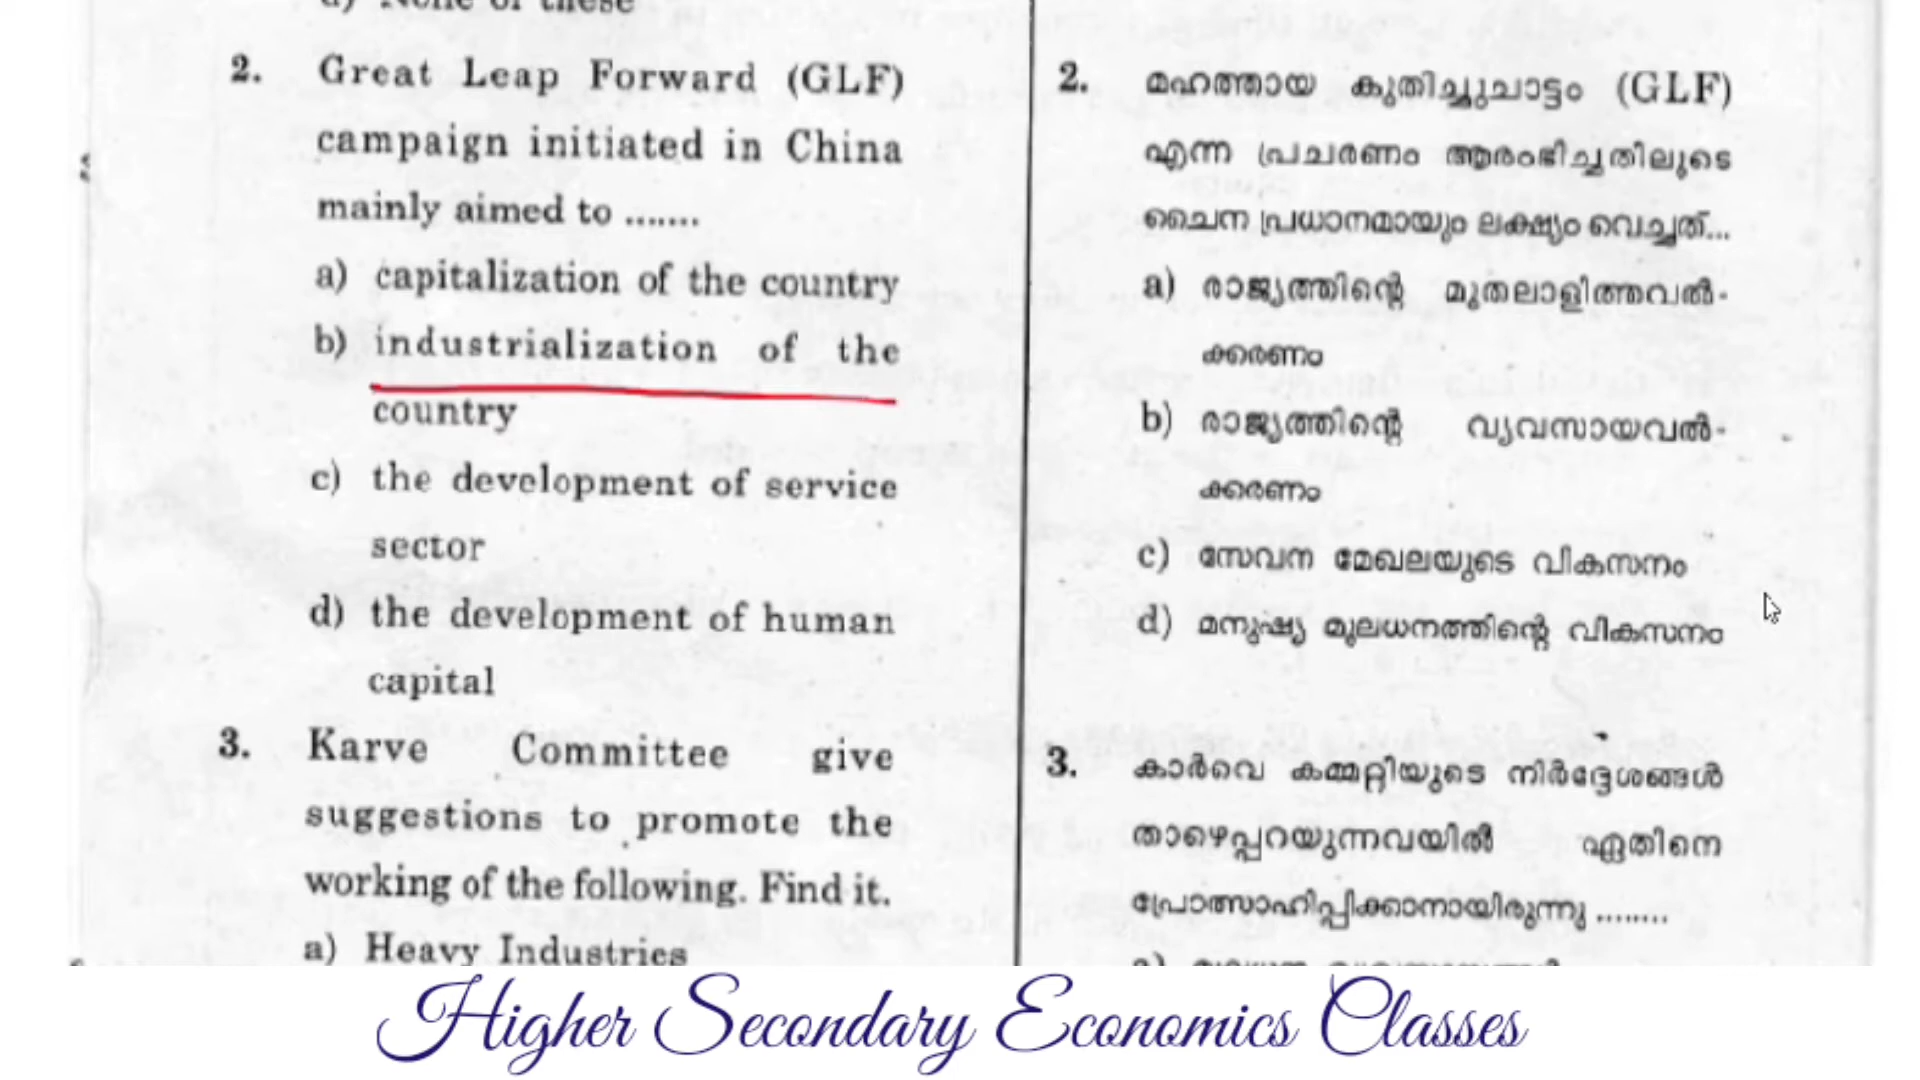 d) None of these
2. Great Leap Forward (GLF)
campaign initiated in China
mainly aimed to .......
a) capitalization of the country
b) industrialization of the
country
c) the development of service
sector
d) the development of human
capital
3. Karve Committee give
suggestions to promote the
working of the following. Find it.
a) Heavy Industries
2. മഹത്തായ കുതിച്ചുചാട്ടം (GLF)
എന്ന പ്രചരണം ആരംഭിച്ചതിലൂടെ
ചൈന പ്രധാനമായും ലക്ഷ്യം വെച്ചത്...
a) രാജ്യത്തിന്റെ മുതലാളിത്തവൽ-
ക്കരണം
b) രാജ്യത്തിന്റെ വ്യവസായവൽ-
ക്കരണം
c) സേവന മേഖലയുടെ വികസനം
d) മനുഷ്യ മൂലധനത്തിന്റെ വികസനം
3. കാർവെ കമ്മറ്റിയുടെ നിർദ്ദേശങ്ങൾ
താഴെപ്പറയുന്നവയിൽ ഏതിനെ
പ്രോത്സാഹിപ്പിക്കാനായിരുന്നു ........
Higher Secondary Economics Classes